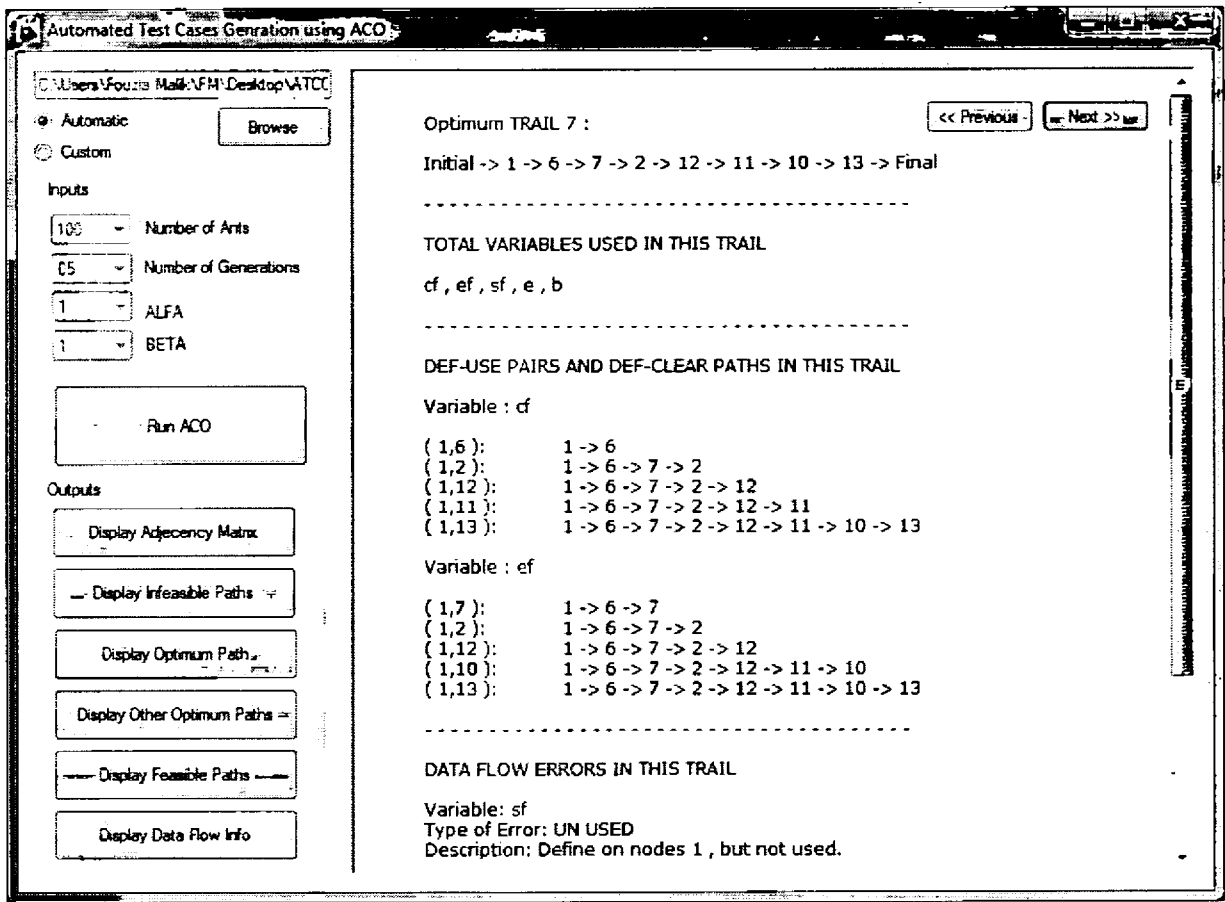 Automated Test Cases Genration using ACO
C:\Users\Fouzia Malik\FM\Desktop\ATCC
Automatic
Browse
Custom
Inputs
100 Number of Ants
05 Number of Generations
1 ALFA
1 BETA
Run ACO
Outputs
Display Adjecency Matrix
Display Infeasible Paths
Display Optimum Path
Display Other Optimum Paths
Display Feasible Paths
Display Data Flow Info
<< Previous
Next >>
Optimum TRAIL 7 :
Initial -> 1 -> 6 -> 7 -> 2 -> 12 -> 11 -> 10 -> 13 -> Final
- - - - - - - - - - - - - - - - - - - - - - - - - - - - - - - - - - - - - -
TOTAL VARIABLES USED IN THIS TRAIL
cf , ef , sf , e , b
- - - - - - - - - - - - - - - - - - - - - - - - - - - - - - - - - - - - - -
DEF-USE PAIRS AND DEF-CLEAR PATHS IN THIS TRAIL
Variable : cf
( 1,6 ): 1 -> 6
( 1,2 ): 1 -> 6 -> 7 -> 2
( 1,12 ): 1 -> 6 -> 7 -> 2 -> 12
( 1,11 ): 1 -> 6 -> 7 -> 2 -> 12 -> 11
( 1,13 ): 1 -> 6 -> 7 -> 2 -> 12 -> 11 -> 10 -> 13
Variable : ef
( 1,7 ): 1 -> 6 -> 7
( 1,2 ): 1 -> 6 -> 7 -> 2
( 1,12 ): 1 -> 6 -> 7 -> 2 -> 12
( 1,10 ): 1 -> 6 -> 7 -> 2 -> 12 -> 11 -> 10
( 1,13 ): 1 -> 6 -> 7 -> 2 -> 12 -> 11 -> 10 -> 13
- - - - - - - - - - - - - - - - - - - - - - - - - - - - - - - - - - - - - -
DATA FLOW ERRORS IN THIS TRAIL
Variable: sf
Type of Error: UN USED
Description: Define on nodes 1 , but not used.